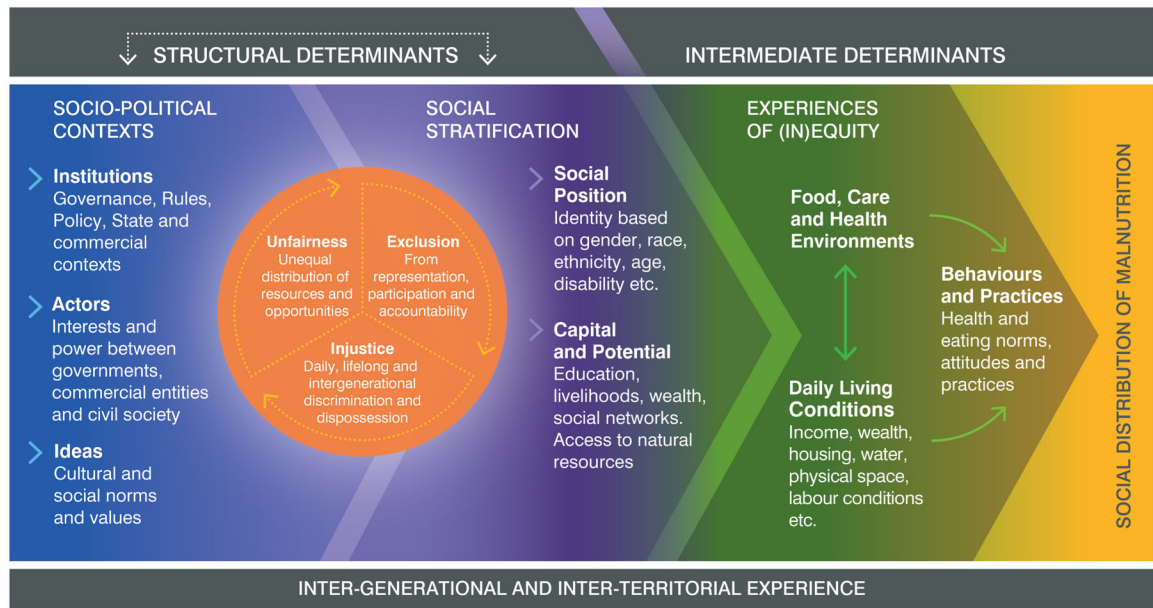 STRUCTURAL DETERMINANTS
INTERMEDIATE DETERMINANTS
SOCIO-POLITICAL
CONTEXTS
Institutions
Governance, Rules,
Policy, State and
commercial
contexts
Actors
Interests and
power between
governments,
commercial entities
and civil society
Ideas
Cultural and
social norms
and values
Unfairness
Unequal
distribution of
resources and
opportunities
Exclusion
From
representation,
participation and
accountability
Injustice
Daily, lifelong and
intergenerational
discrimination and
dispossession
SOCIAL
STRATIFICATION
Social
Position
Identity based
on gender, race,
ethnicity, age,
disability etc.
Capital
and Potential
Education,
livelihoods, wealth,
social networks.
Access to natural
resources
EXPERIENCES
OF (IN)EQUITY
Food, Care
and Health
Environments
Daily Living
Conditions
Income, wealth,
housing, water,
physical space,
labour conditions
etc.
Behaviours
and Practices
Health and
eating norms,
attitudes and
practices
SOCIAL DISTRIBUTION OF MALNUTRITION
INTER-GENERATIONAL AND INTER-TERRITORIAL EXPERIENCE